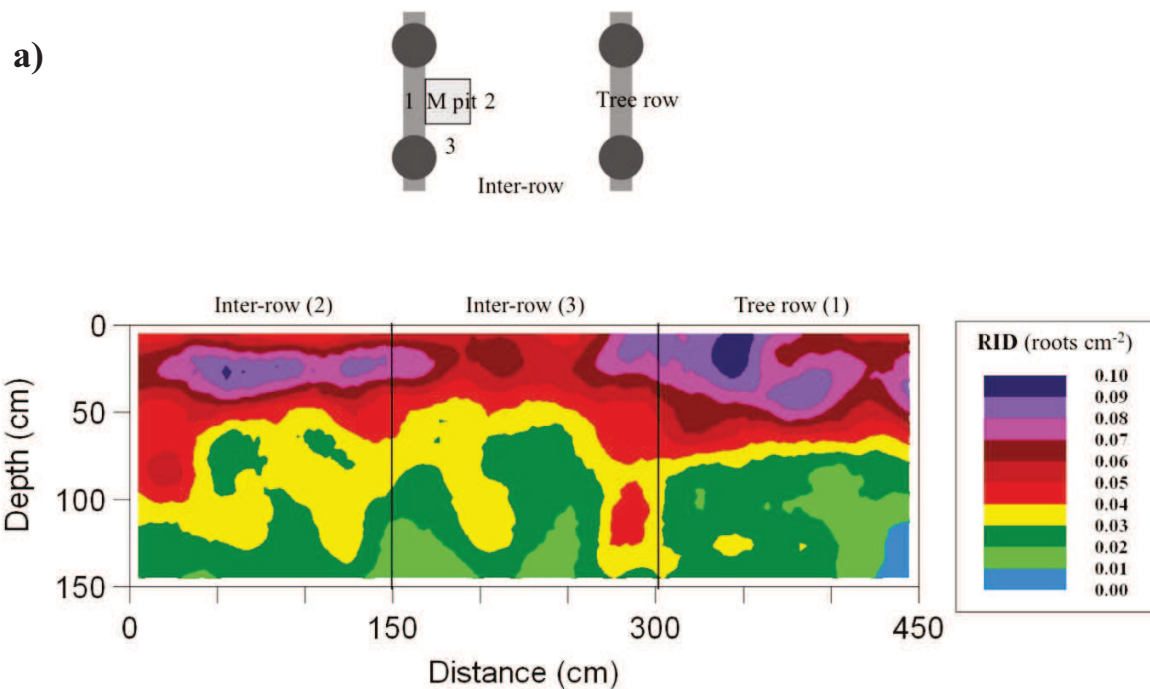 a)
1 M pit 2
Tree row
3
Inter-row
Inter-row (2) Inter-row (3) Tree row (1)
0
50
100
150
Depth (cm)
0 150 300 450
Distance (cm)
RID (roots cm-2)
0.10
0.09
0.08
0.07
0.06
0.05
0.04
0.03
0.02
0.01
0.00